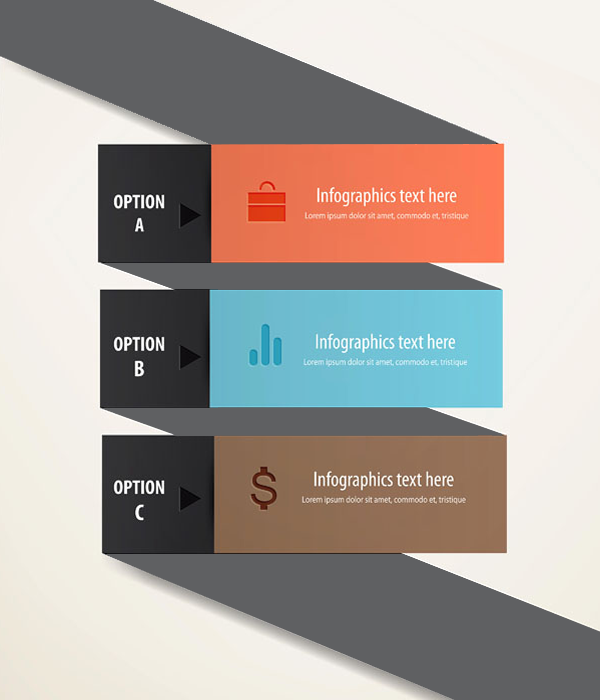 OPTION
A
Infographics text here
Lorem ipsum dolor sit amet, commodo et, tristique
OPTION
B
Infographics text here
Lorem ipsum dolor sit amet, commodo et, tristique
OPTION
C
$
Infographics text here
Lorem ipsum dolor sit amet, commodo et, tristique